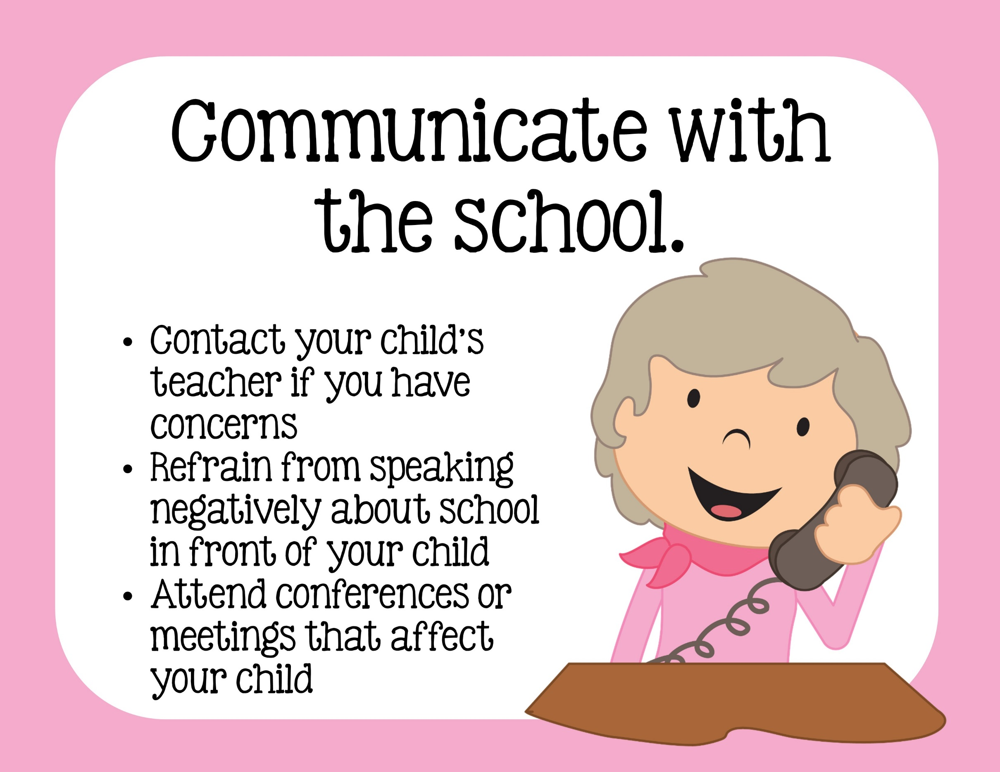 Communicate with
the school.
• Contact your child's
teacher if you have
concerns
• Refrain from speaking
negatively about school
in front of your child
• Attend conferences or
meetings that affect
your child